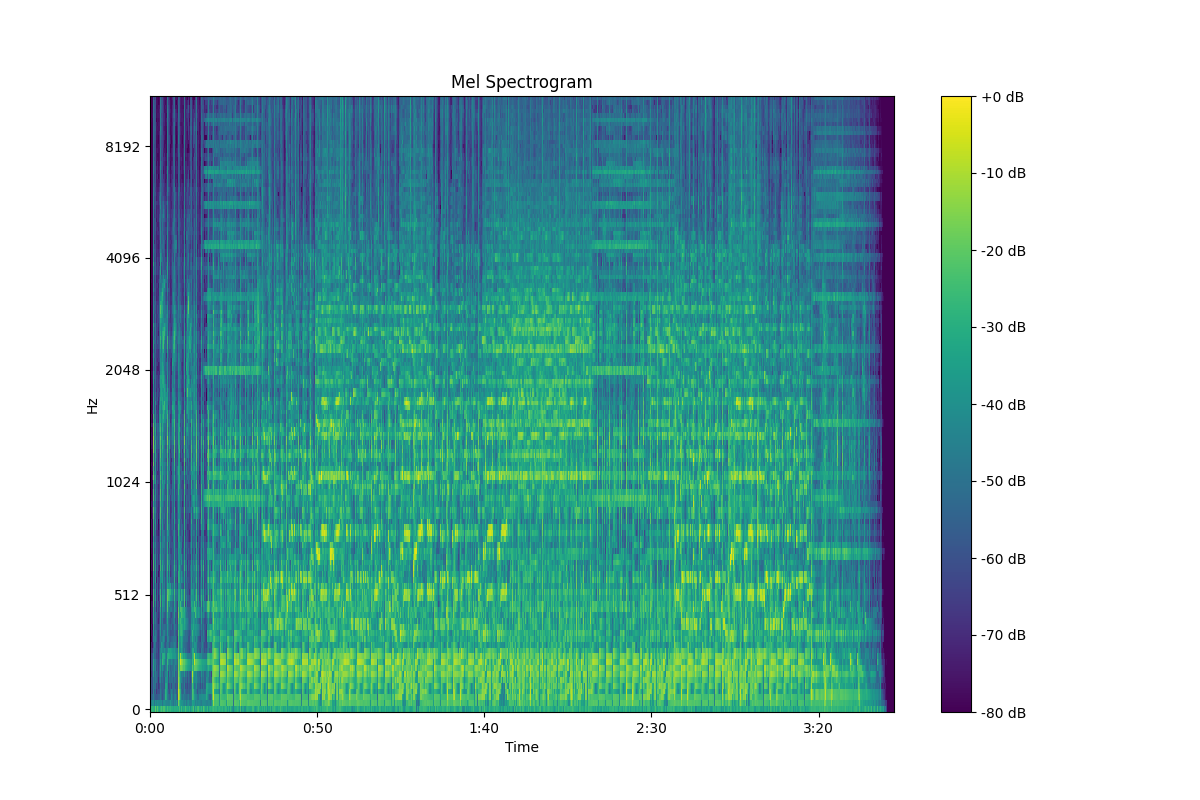 Mel Spectrogram
+0 dB
8192
-10 dB
-20 dB
4096
-30 dB
2048
-40 dB
Hz
1024
-50 dB
-60 dB
512
-70 dB
0
-80 dB
0:00
0:50
1:40
2:30
3:20
Time